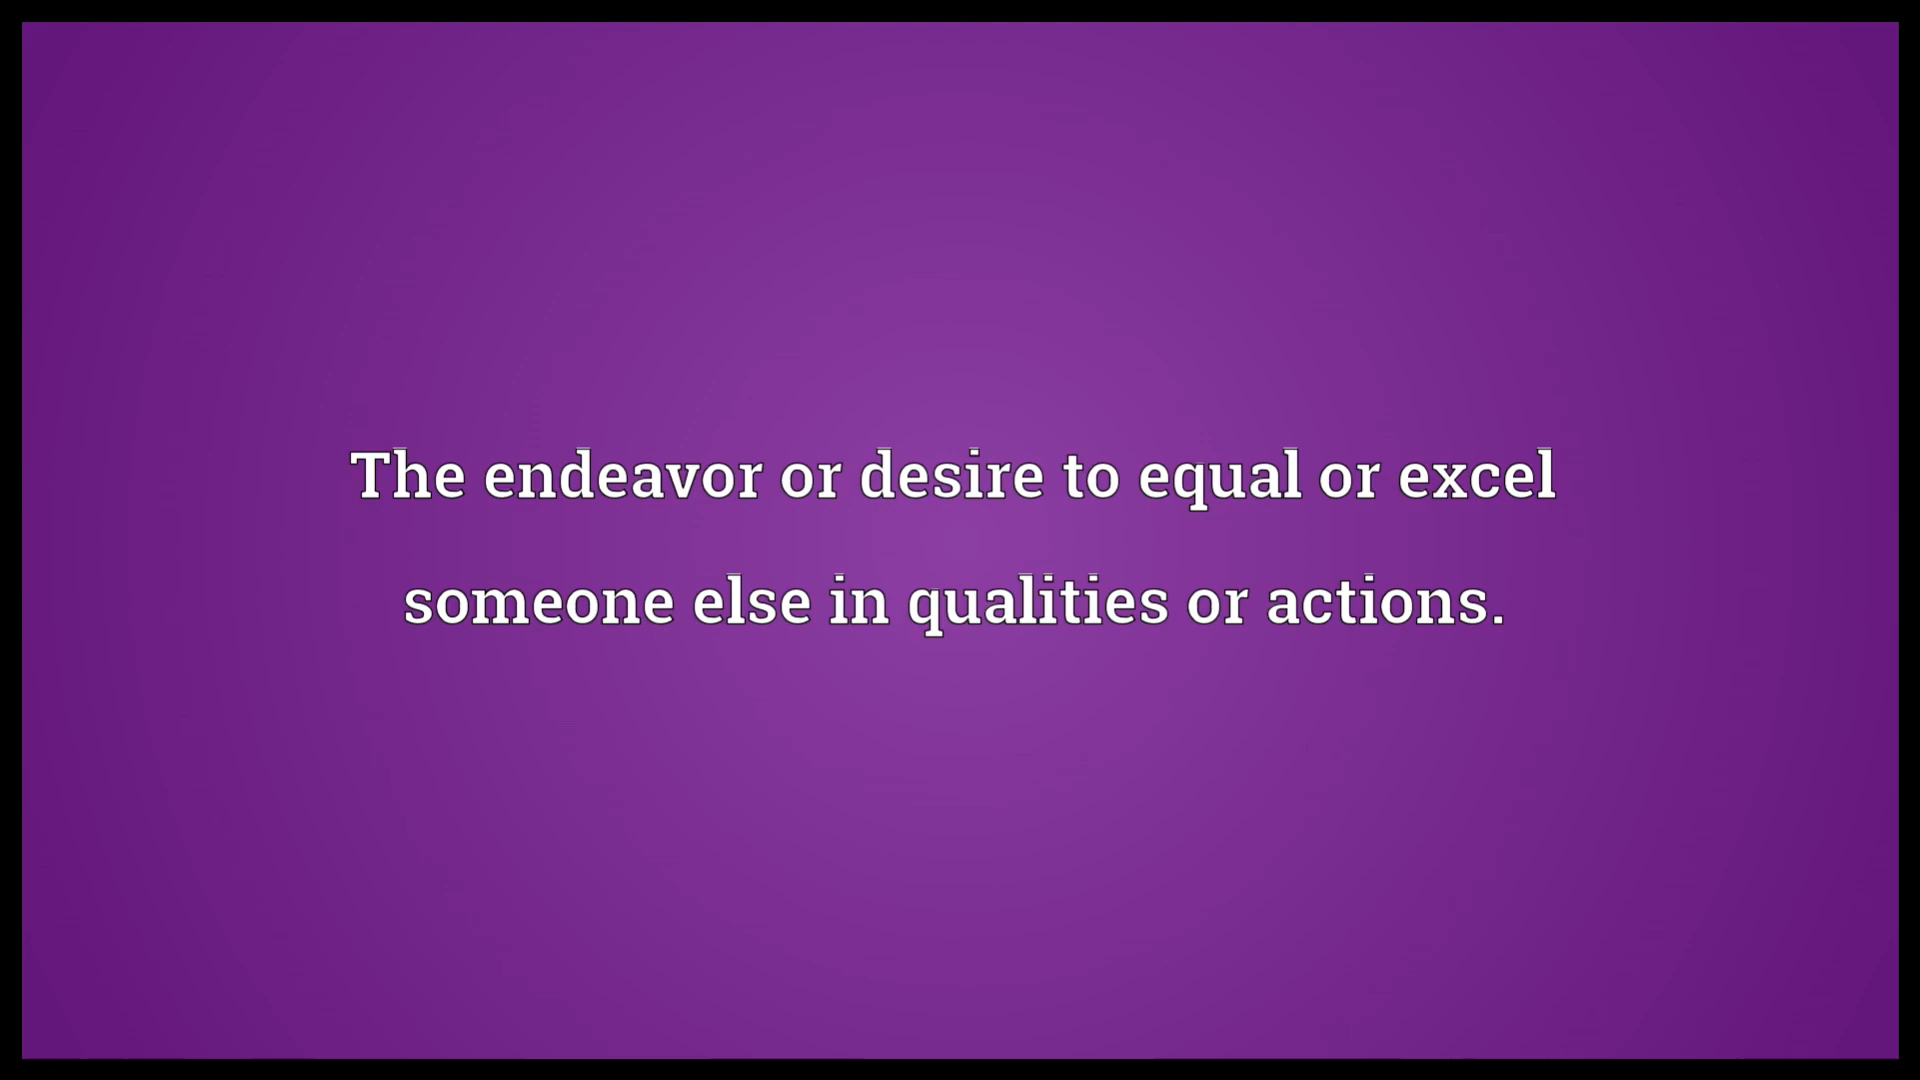 The endeavor or desire to equal or excel
someone else in qualities or actions.